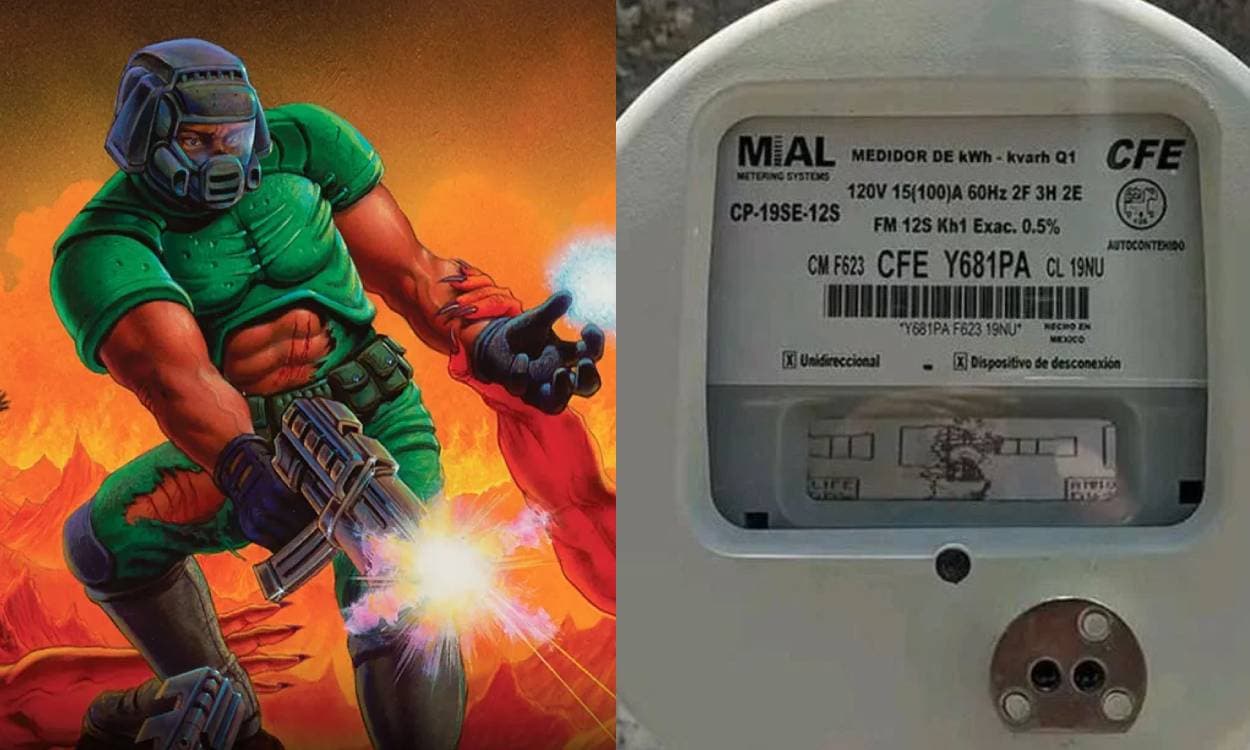 MIAL
METERING SYSTEMS
MEDIDOR DE kWh - kvarh Q1
CFE
120V 15(100)A 60Hz 2F 3H 2E
CP-19SE-12S
FM 12S Kh1 Exac. 0.5%
AUTOCONTENIDO
CM F623 CFE Y681PA CL 19NU
*Y681PA F623 19NU*
HECHO EN
MEXICO
X Unidireccional - X Dispositivo de desconexión
LIFE